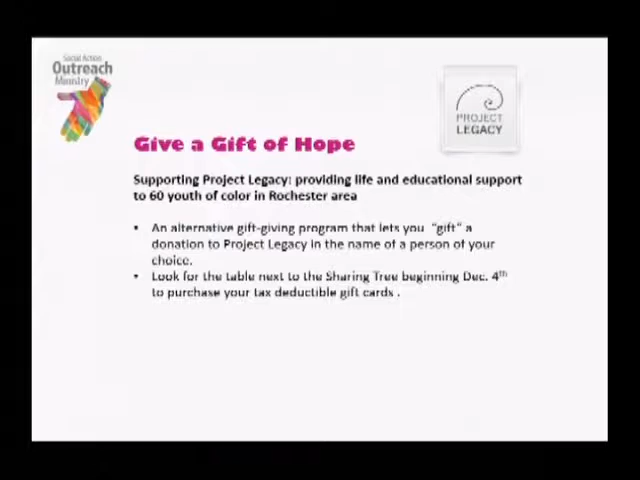 Social Action
Outreach
Ministry
PROJECT
LEGACY
Give a Gift of Hope
Supporting Project Legacy: providing life and educational support
to 60 youth of color in Rochester area
• An alternative gift-giving program that lets you "gift" a
donation to Project Legacy in the name of a person of your
choice.
• Look for the table next to the Sharing Tree beginning Dec. 4th
to purchase your tax deductible gift cards .